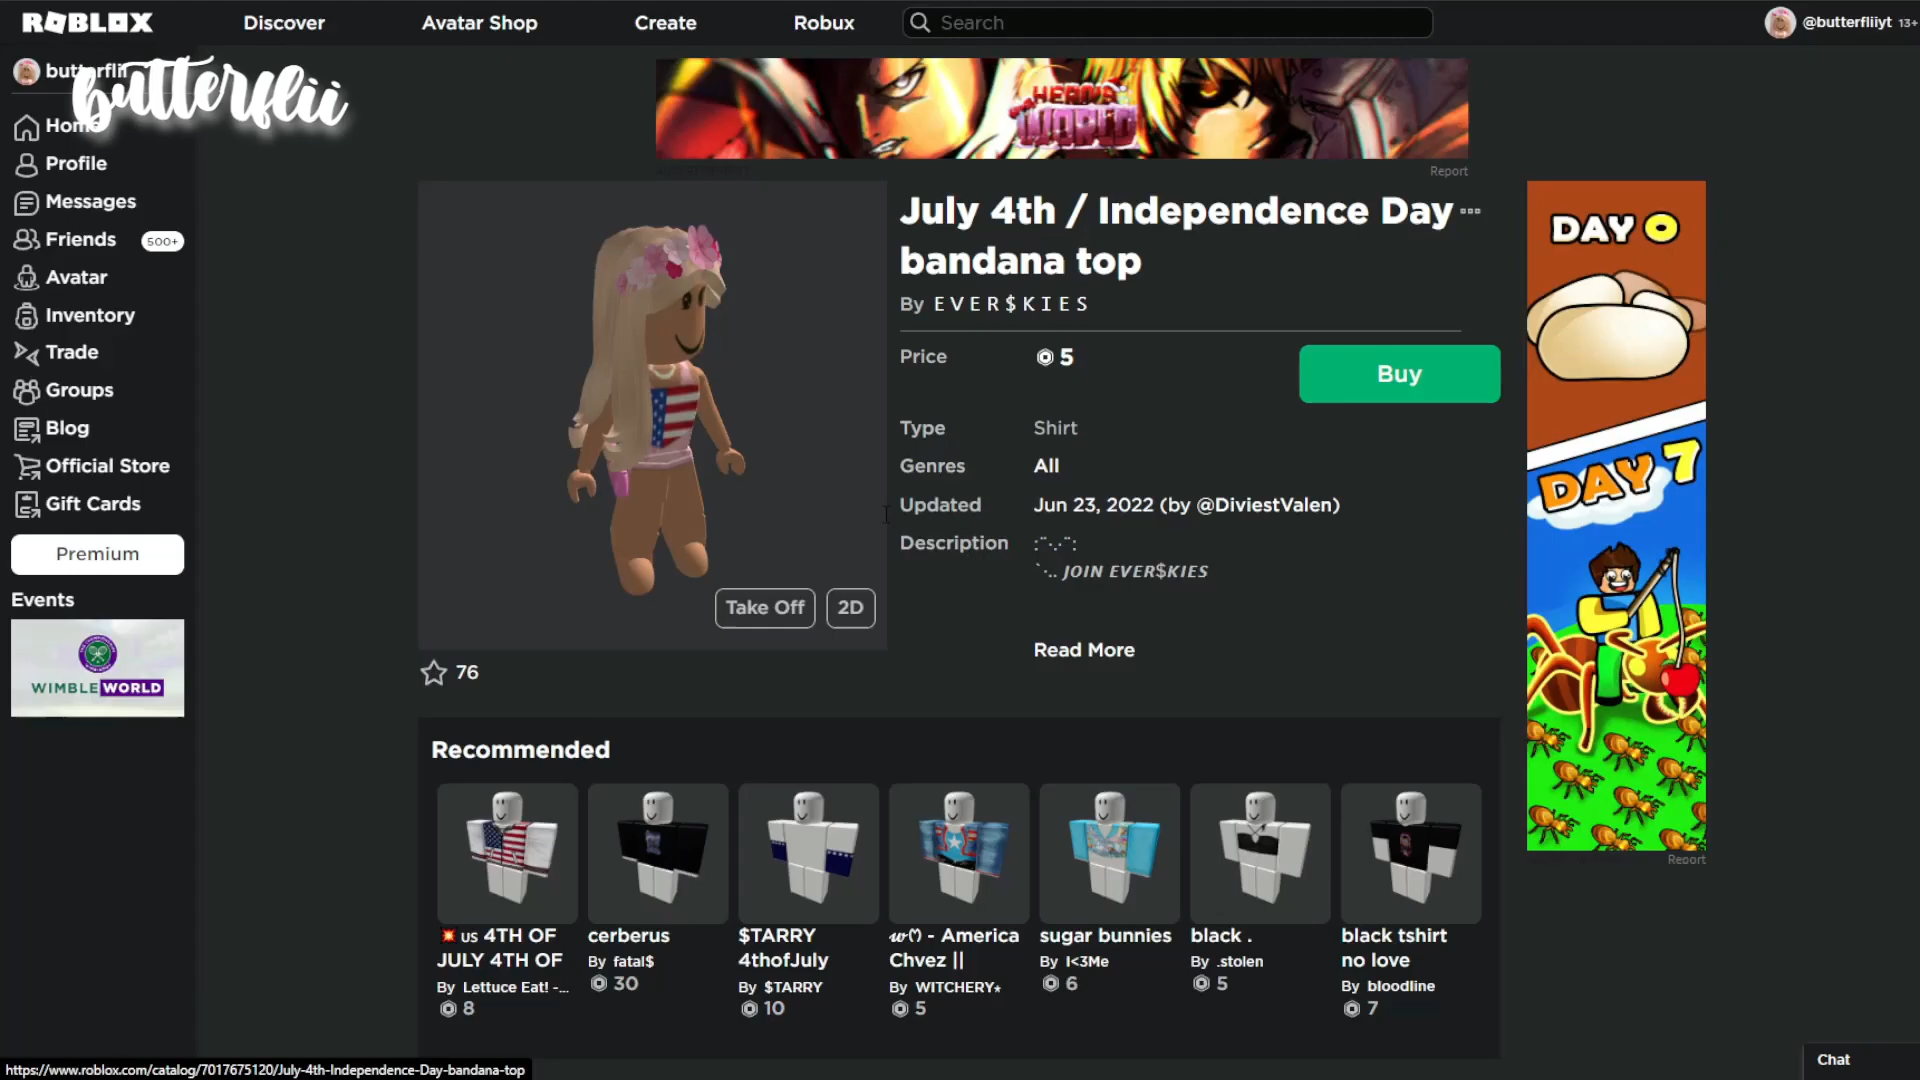 ROBLOX
Discover
Avatar Shop
Create
Robux
Search
@butterfliiyt 13+
butterflii
butterflii
Home
Profile
Messages
Friends
500+
Avatar
Inventory
Trade
Groups
Blog
Official Store
Gift Cards
Premium
Events
WIMBLEWORLD
HERO'S
WORLD
Report
July 4th / Independence Day
bandana top
By EVER$KIES
Price
5
Buy
Type
Shirt
Genres
All
Updated
Jun 23, 2022 (by @DiviestValen)
Description
:¨·.·¨:
`·.. JOIN EVER$KIES
Read More
Take Off
2D
76
DAY 0
DAY 7
Report
Recommended
💥 US 4TH OF
JULY 4TH OF
By Lettuce Eat! -...
8
cerberus
By fatal$
30
$TARRY
4thofJuly
By $TARRY
10
𝓌(ツ) - America
Chvez ||
By WITCHERY⋆
5
sugar bunnies
By I<3Me
6
black .
By .stolen
5
black tshirt
no love
By bloodline
7
Chat
https://www.roblox.com/catalog/7017675120/July-4th-Independence-Day-bandana-top